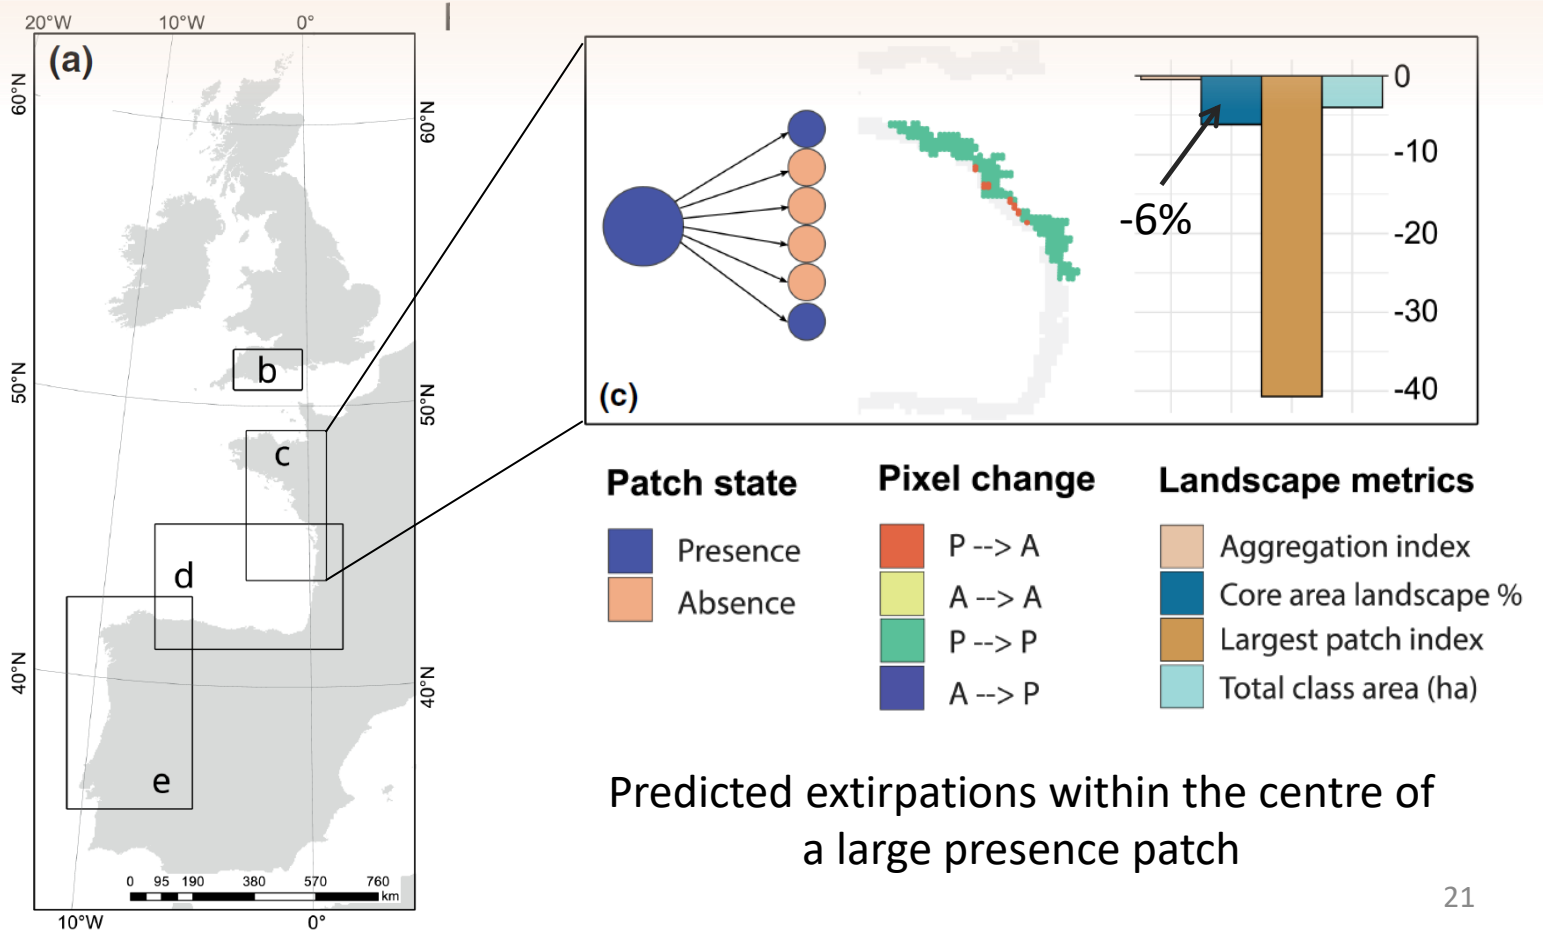 20°W
10°W
0°
(a)
60°N
60°N
50°N
50°N
40°N
40°N
b
c
d
e
0 95 190 380 570 760
km
10°W
0°
(c)
-6%
0
-10
-20
-30
-40
Patch state
Presence
Absence
Pixel change
P --> A
A --> A
P --> P
A --> P
Landscape metrics
Aggregation index
Core area landscape %
Largest patch index
Total class area (ha)
Predicted extirpations within the centre of
a large presence patch
21